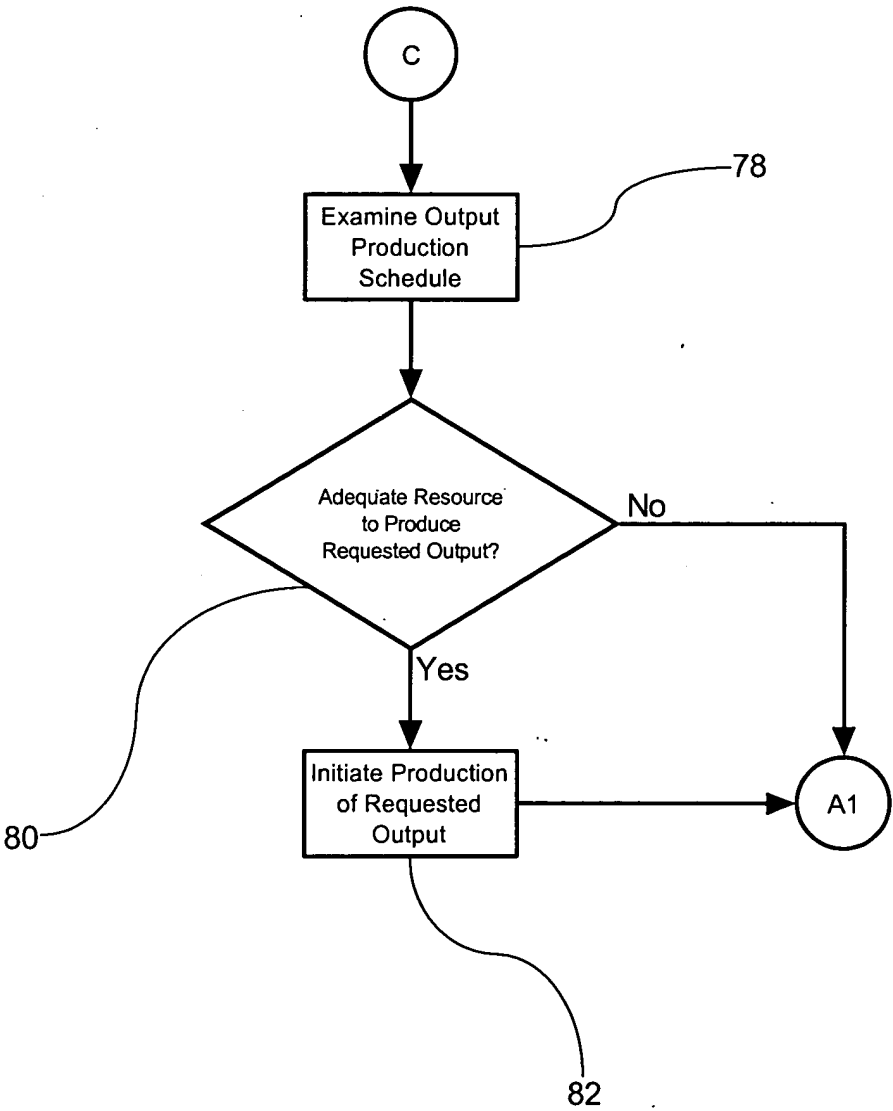 C
78
Examine Output
Production
Schedule
Adequate Resource
to Produce
Requested Output?
No
Yes
Initiate Production
of Requested
Output
A1
80
82